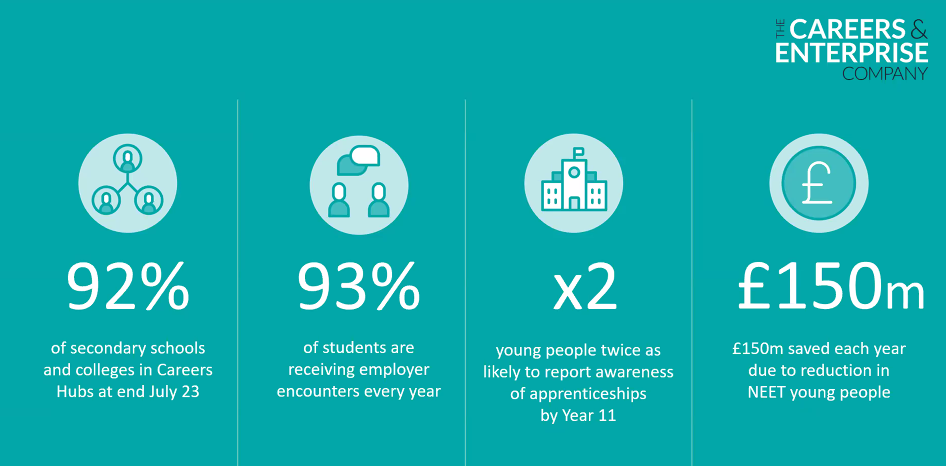 THE
CAREERS &
ENTERPRISE
COMPANY
£
92%
of secondary schools
and colleges in Careers
Hubs at end July 23
93%
of students are
receiving employer
encounters every year
x2
young people twice as
likely to report awareness
of apprenticeships
by Year 11
£150m
£150m saved each year
due to reduction in
NEET young people